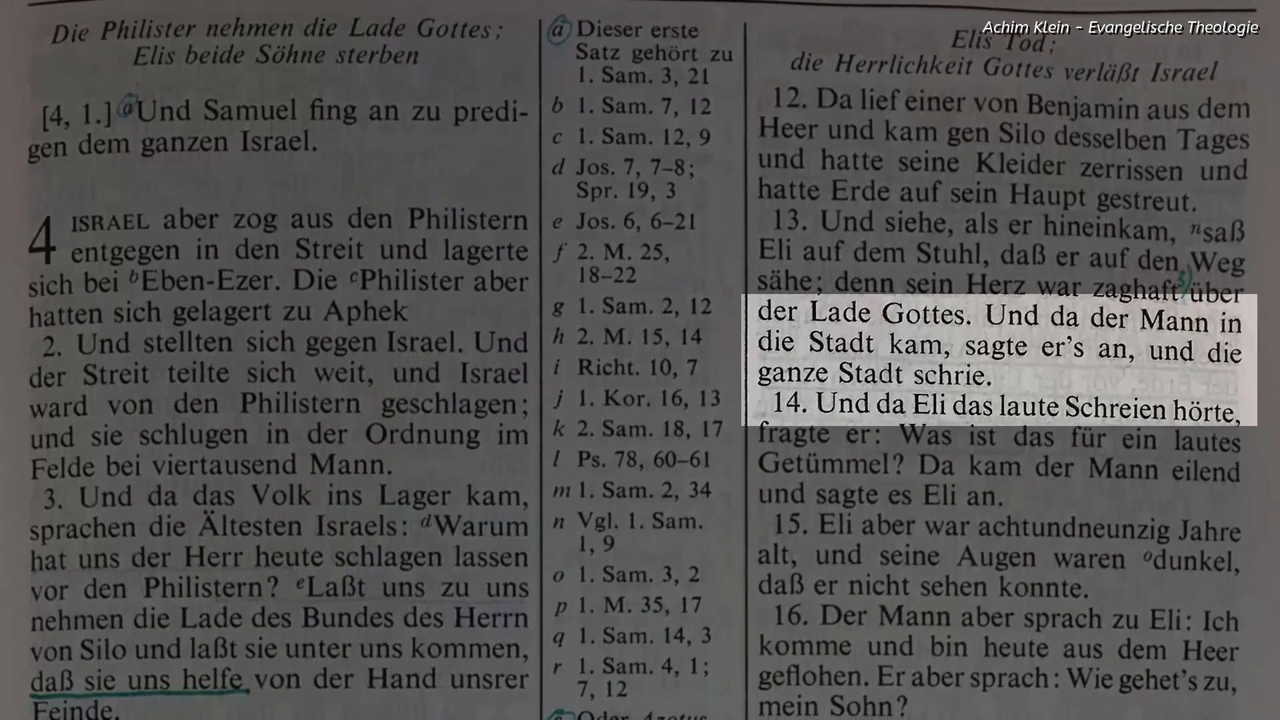 Achim Klein - Evangelische Theologie
Die Philister nehmen die Lade Gottes;
Elis beide Söhne sterben
[4, 1.] aUnd Samuel fing an zu predi-
gen dem ganzen Israel.
4 ISRAEL aber zog aus den Philistern
entgegen in den Streit und lagerte
sich bei bEben-Ezer. Die cPhilister aber
hatten sich gelagert zu Aphek
2. Und stellten sich gegen Israel. Und
der Streit teilte sich weit, und Israel
ward von den Philistern geschlagen;
und sie schlugen in der Ordnung im
Felde bei viertausend Mann.
3. Und da das Volk ins Lager kam,
sprachen die Ältesten Israels: dWarum
hat uns der Herr heute schlagen lassen
vor den Philistern? eLaßt uns zu uns
nehmen die Lade des Bundes des Herrn
von Silo und laßt sie unter uns kommen,
daß sie uns helfe von der Hand unsrer
Feinde.
a Dieser erste
Satz gehört zu
1. Sam. 3, 21
b 1. Sam. 7, 12
c 1. Sam. 12, 9
d Jos. 7, 7–8;
Spr. 19, 3
e Jos. 6, 6–21
f 2. M. 25,
18–22
g 1. Sam. 2, 12
h 2. M. 15, 14
i Richt. 10, 7
j 1. Kor. 16, 13
k 2. Sam. 18, 17
l Ps. 78, 60–61
m 1. Sam. 2, 34
n Vgl. 1. Sam.
1, 9
o 1. Sam. 3, 2
p 1. M. 35, 17
q 1. Sam. 14, 3
r 1. Sam. 4, 1;
7, 12
Oder
Elis Tod;
die Herrlichkeit Gottes verläßt Israel
12. Da lief einer von Benjamin aus dem
Heer und kam gen Silo desselben Tages
und hatte seine Kleider zerrissen und
hatte Erde auf sein Haupt gestreut.
13. Und siehe, als er hineinkam, nsaß
Eli auf dem Stuhl, daß er auf den Weg
sähe; denn sein Herz war zaghaft über
der Lade Gottes. Und da der Mann in
die Stadt kam, sagte er's an, und die
ganze Stadt schrie.
14. Und da Eli das laute Schreien hörte,
fragte er: Was ist das für ein lautes
Getümmel? Da kam der Mann eilend
und sagte es Eli an.
15. Eli aber war achtundneunzig Jahre
alt, und seine Augen waren odunkel,
daß er nicht sehen konnte.
16. Der Mann aber sprach zu Eli: Ich
komme und bin heute aus dem Heer
geflohen. Er aber sprach: Wie gehet's zu,
mein Sohn?